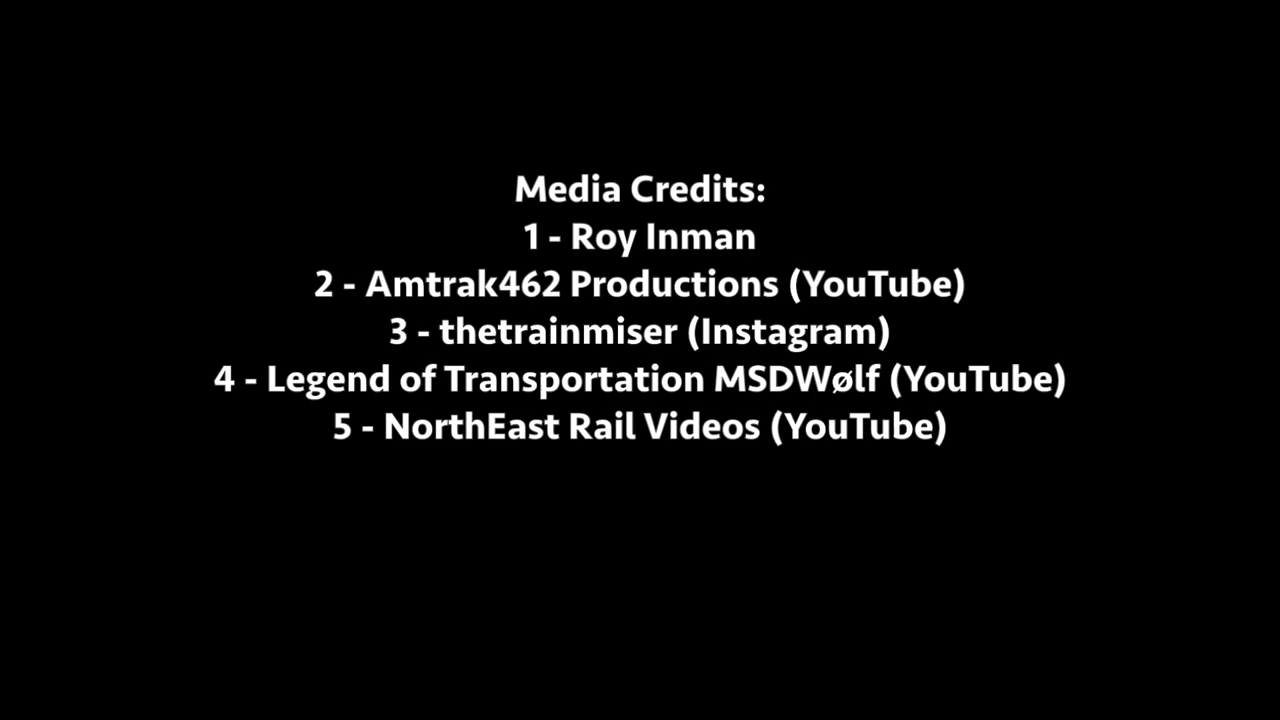 Media Credits:
1 - Roy Inman
2 - Amtrak462 Productions (YouTube)
3 - thetrainmiser (Instagram)
4 - Legend of Transportation MSDWølf (YouTube)
5 - NorthEast Rail Videos (YouTube)